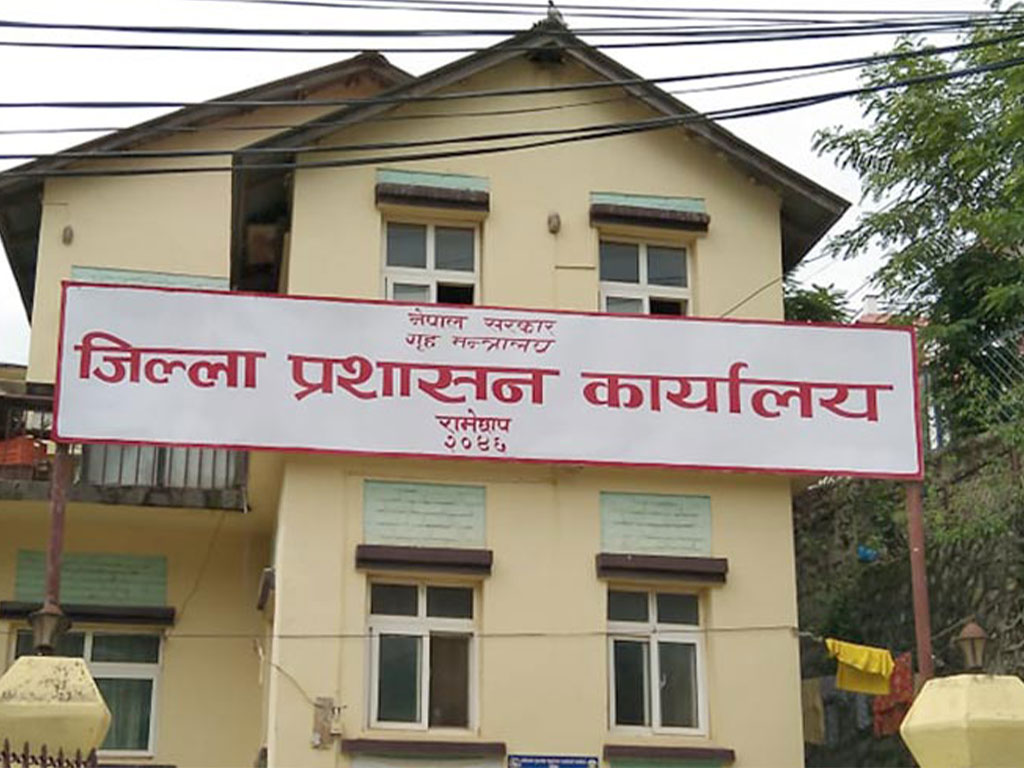 नेपाल सरकार
गृह मन्त्रालय
जिल्ला प्रशासन कार्यालय
रामेछाप
२०४६